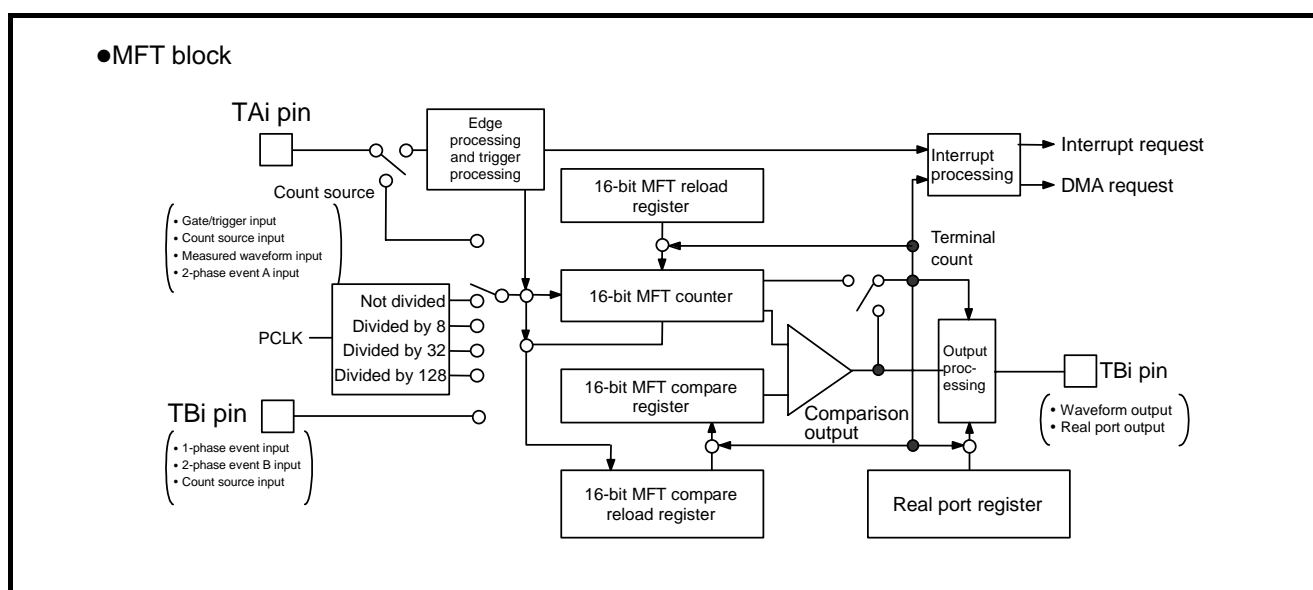 ●MFT block
TAi pin
Edge
processing
and trigger
processing
Interrupt
processing
Interrupt request
DMA request
Count source
• Gate/trigger input
• Count source input
• Measured waveform input
• 2-phase event A input
16-bit MFT reload
register
Terminal
count
16-bit MFT counter
PCLK
Not divided
Divided by 8
Divided by 32
Divided by 128
16-bit MFT compare
register
Comparison
output
Output
proc-
essing
TBi pin
• Waveform output
• Real port output
TBi pin
• 1-phase event input
• 2-phase event B input
• Count source input
16-bit MFT compare
reload register
Real port register